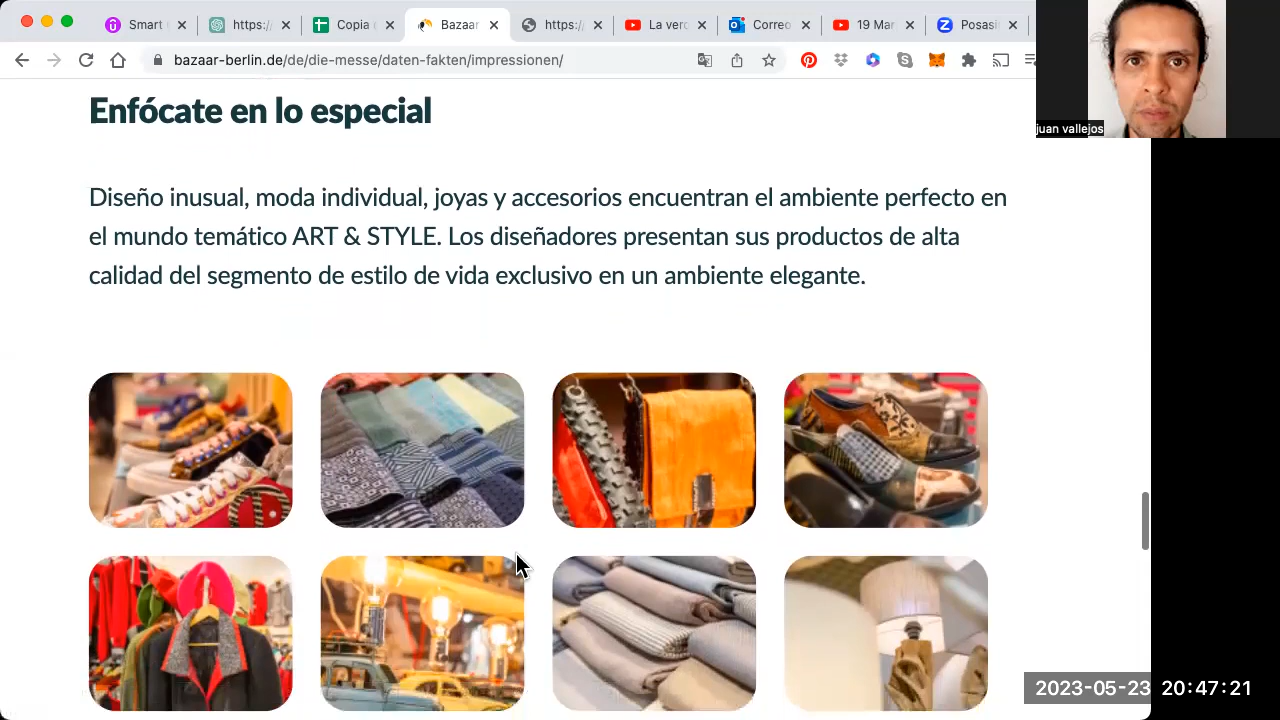 Smart
https:/
Copia
Bazaar
https:/
La vero
Correo
19 Mar
Posasi
bazaar-berlin.de/de/die-messe/daten-fakten/impressionen/
juan vallejos
Enfócate en lo especial
Diseño inusual, moda individual, joyas y accesorios encuentran el ambiente perfecto en
el mundo temático ART & STYLE. Los diseñadores presentan sus productos de alta
calidad del segmento de estilo de vida exclusivo en un ambiente elegante.
2023-05-23 20:47:21